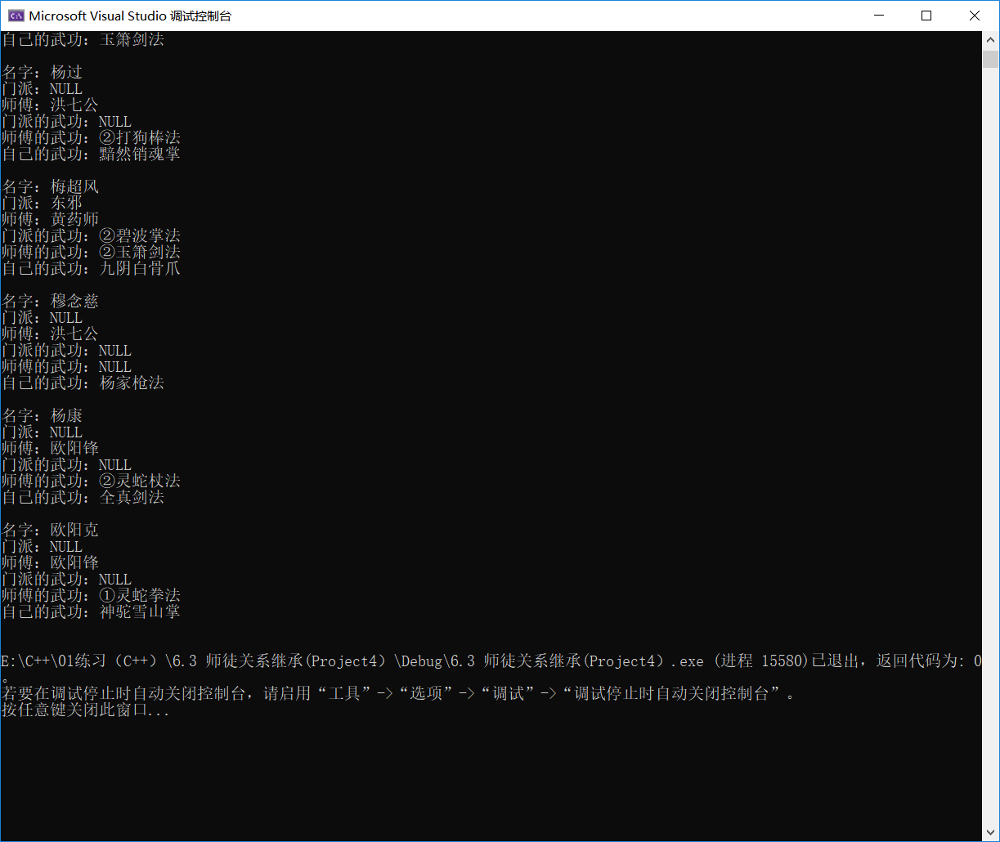 Microsoft Visual Studio 调试控制台
自己的武功：玉箫剑法
名字：杨过
门派：NULL
师傅：洪七公
门派的武功：NULL
师傅的武功：②打狗棒法
自己的武功：黯然销魂掌
名字：梅超风
门派：东邪
师傅：黄药师
门派的武功：②碧波掌法
师傅的武功：②玉箫剑法
自己的武功：九阴白骨爪
名字：穆念慈
门派：NULL
师傅：洪七公
门派的武功：NULL
师傅的武功：NULL
自己的武功：杨家枪法
名字：杨康
门派：NULL
师傅：欧阳锋
门派的武功：NULL
师傅的武功：②灵蛇杖法
自己的武功：全真剑法
名字：欧阳克
门派：NULL
师傅：欧阳锋
门派的武功：NULL
师傅的武功：①灵蛇拳法
自己的武功：神驼雪山掌
E:\C++\01练习（C++）\6.3 师徒关系继承(Project4）\Debug\6.3 师徒关系继承(Project4）.exe (进程 15580)已退出，返回代码为: 0
。
若要在调试停止时自动关闭控制台，请启用“工具”->“选项”->“调试”->“调试停止时自动关闭控制台”。
按任意键关闭此窗口...